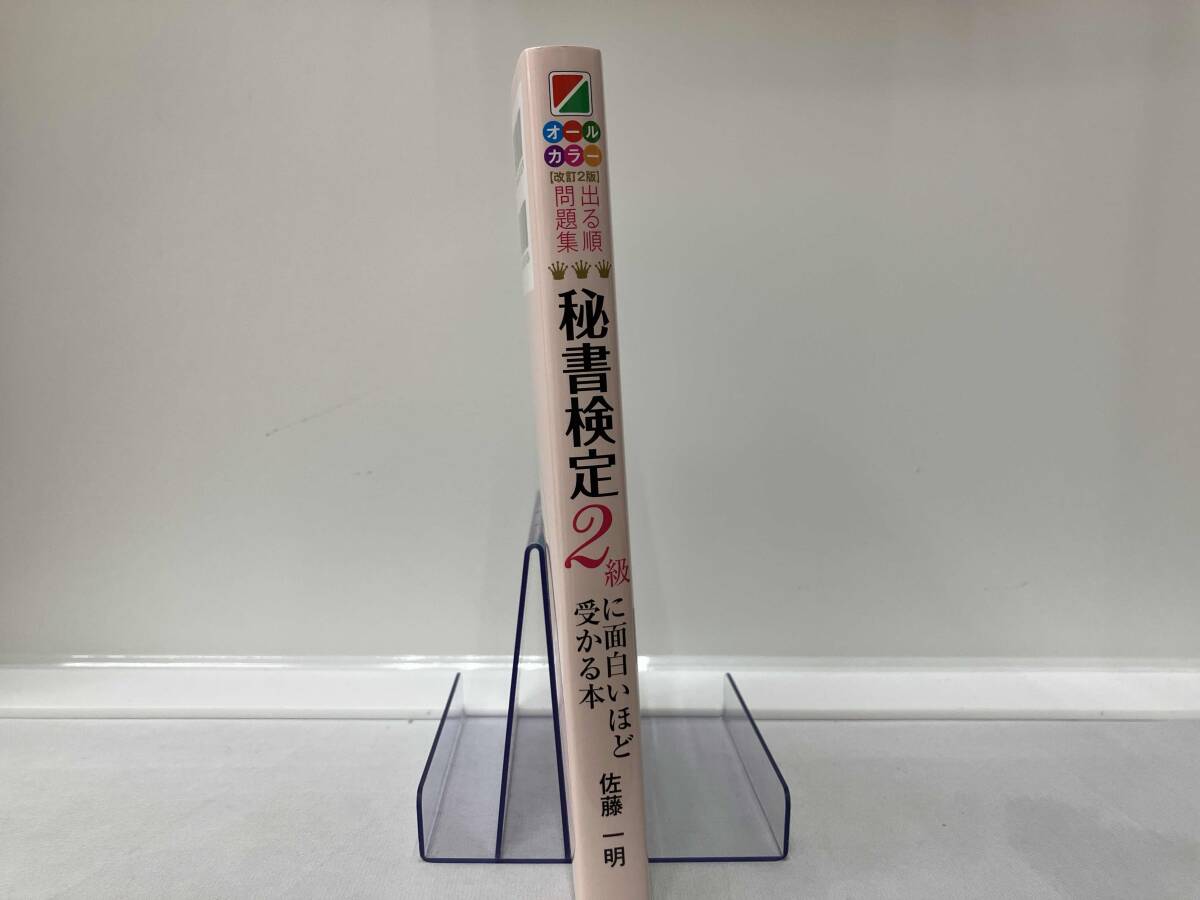 オール
カラー
【改訂2版】
出る順
問題集
秘書検定2級
に面白いほど
受かる本
佐藤 一明